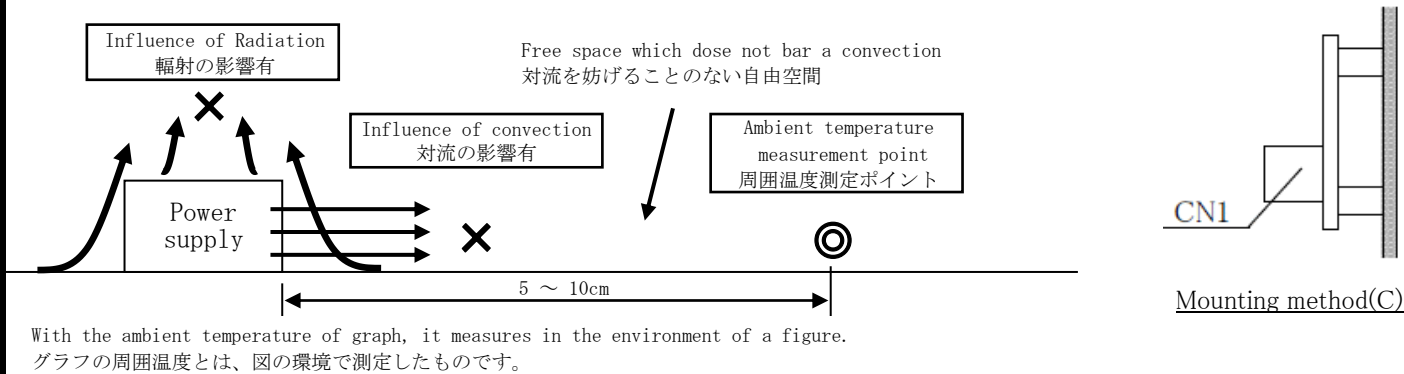 Influence of Radiation
輻射の影響有
Free space which dose not bar a convection
対流を妨げることのない自由空間
Influence of convection
対流の影響有
Ambient temperature
measurement point
周囲温度測定ポイント
Power
supply
CN1
5 ～ 10cm
Mounting method(C)
With the ambient temperature of graph, it measures in the environment of a figure.
グラフの周囲温度とは、図の環境で測定したものです。